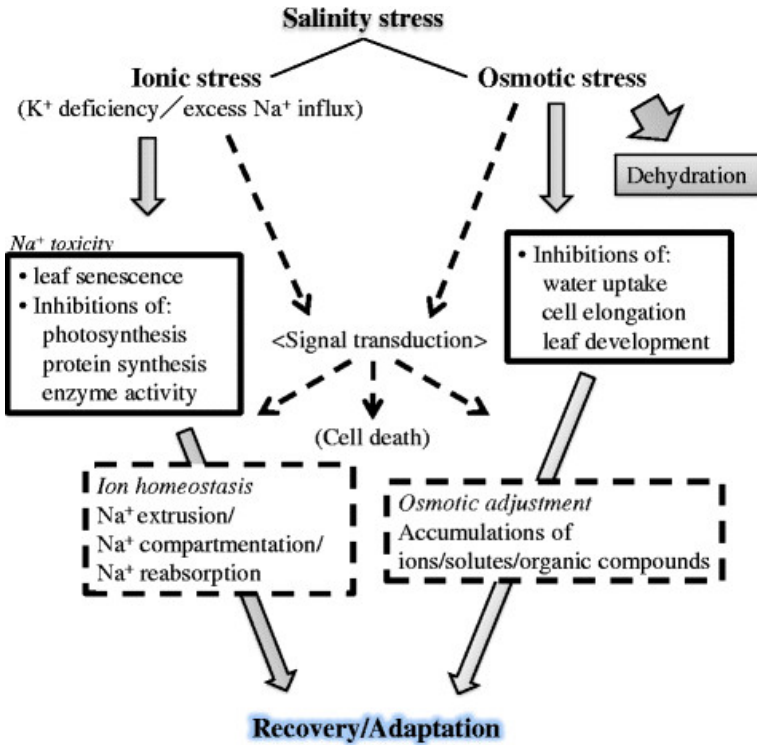 Salinity stress
Ionic stress
Osmotic stress
(K⁺ deficiency／excess Na⁺ influx)
Dehydration
Na⁺ toxicity
• leaf senescence
• Inhibitions of:
photosynthesis
protein synthesis
enzyme activity
• Inhibitions of:
water uptake
cell elongation
leaf development
<Signal transduction>
(Cell death)
Ion homeostasis
Na⁺ extrusion/
Na⁺ compartmentation/
Na⁺ reabsorption
Osmotic adjustment
Accumulations of
ions/solutes/organic compounds
Recovery/Adaptation